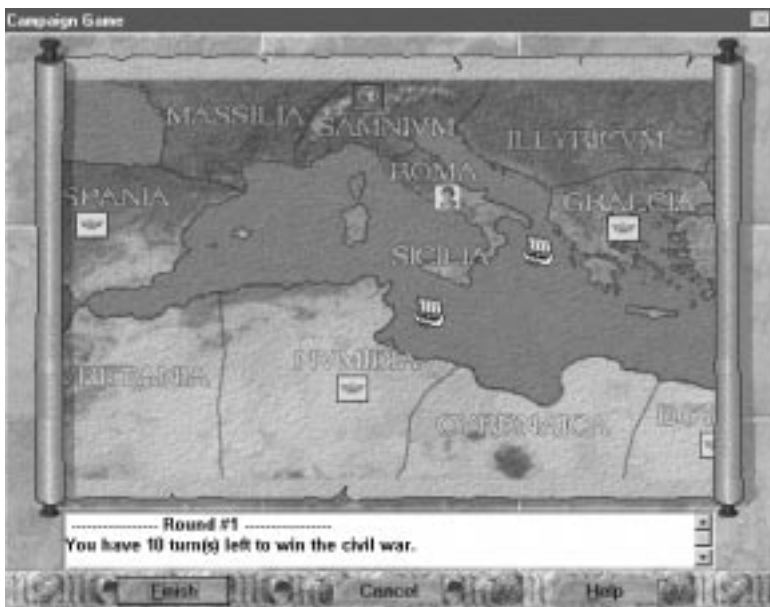 Campaign Game
MASSILIA
SAMNIVM
ILLYRICVM
ROMA
SPANIA
GRAECIA
SICILIA
NVMIDIA
VRITANIA
CYRENAICA
---------------- Round #1 ----------------
You have 10 turn(s) left to win the civil war.
Finish Cancel Help